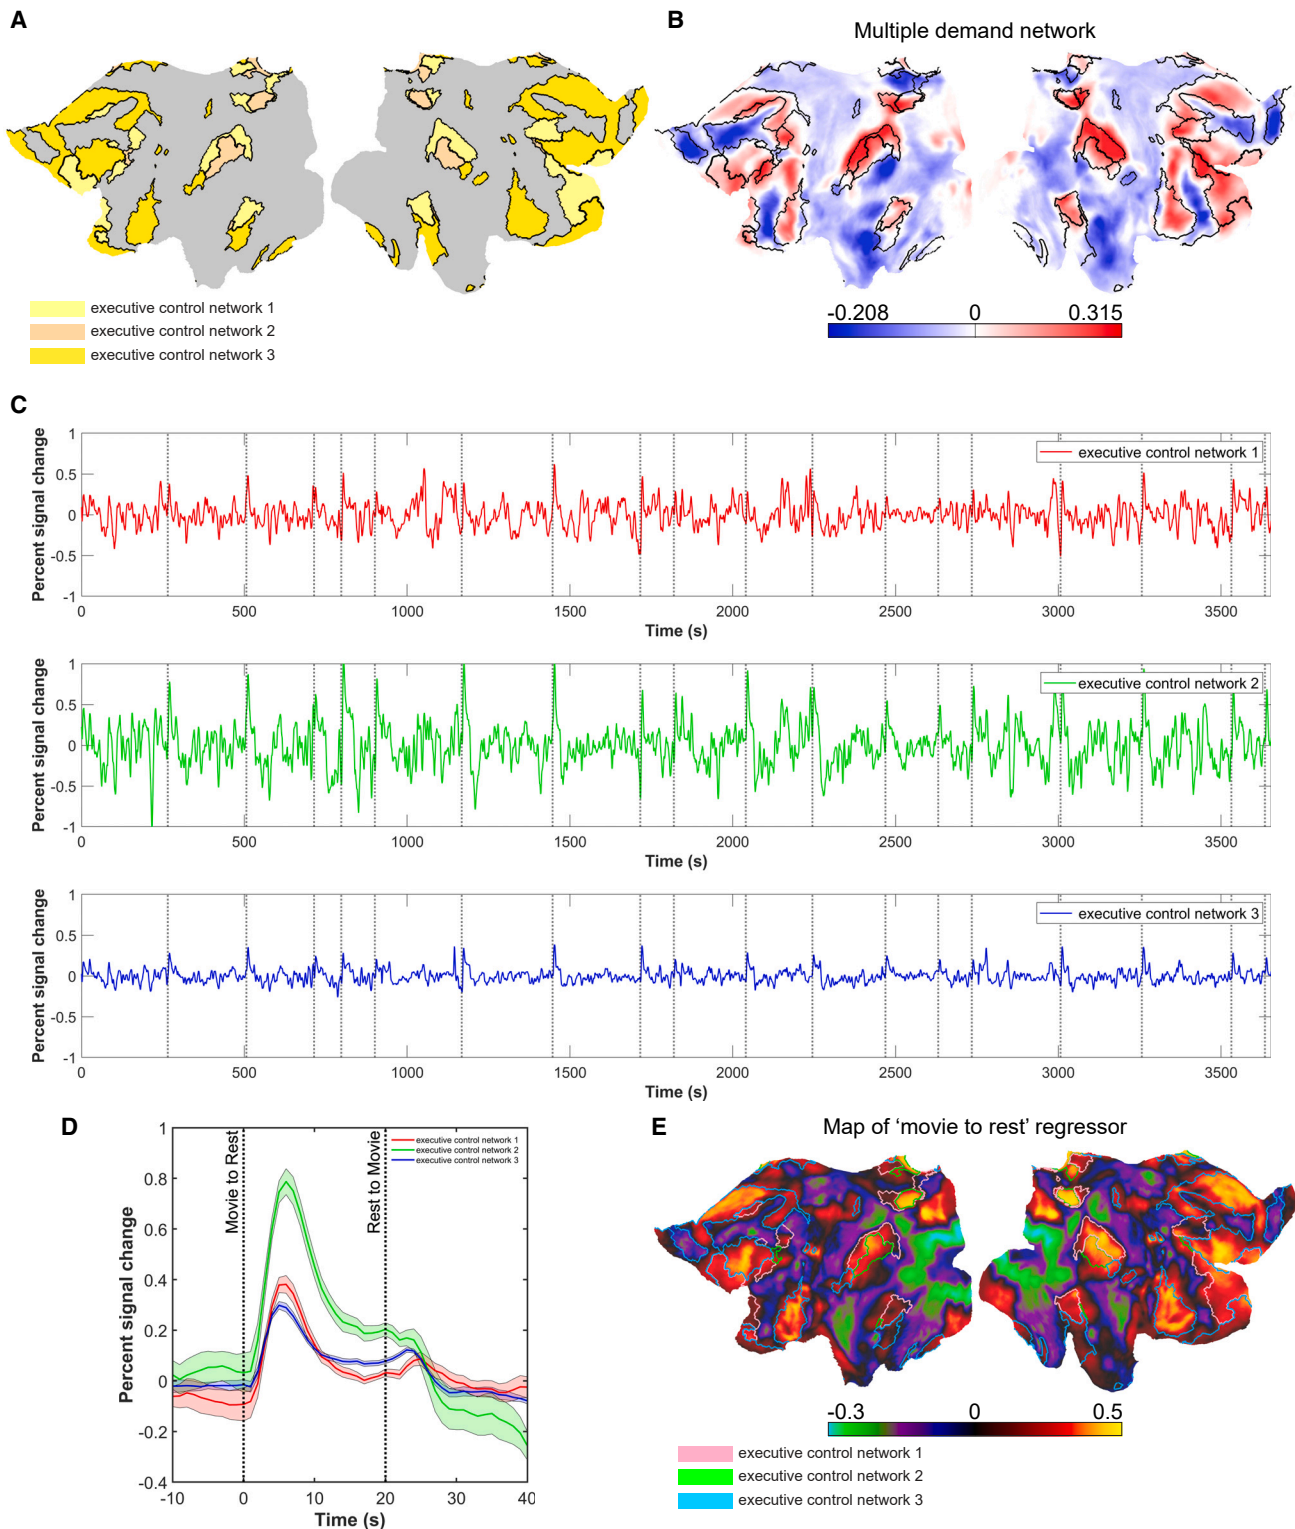 A
executive control network 1
executive control network 2
executive control network 3
B
Multiple demand network
-0.208 0 0.315
C
Percent signal change
1
0.5
0
-0.5
-1
executive control network 1
0 500 1000 1500 2000 2500 3000 3500
Time (s)
Percent signal change
1
0.5
0
-0.5
-1
executive control network 2
0 500 1000 1500 2000 2500 3000 3500
Time (s)
Percent signal change
1
0.5
0
-0.5
-1
executive control network 3
0 500 1000 1500 2000 2500 3000 3500
Time (s)
D
Percent signal change
1
0.8
0.6
0.4
0.2
0
-0.2
-0.4
Movie to Rest
Rest to Movie
executive control network 1
executive control network 2
executive control network 3
-10 0 10 20 30 40
Time (s)
E
Map of ‘movie to rest’ regressor
-0.3 0 0.5
executive control network 1
executive control network 2
executive control network 3